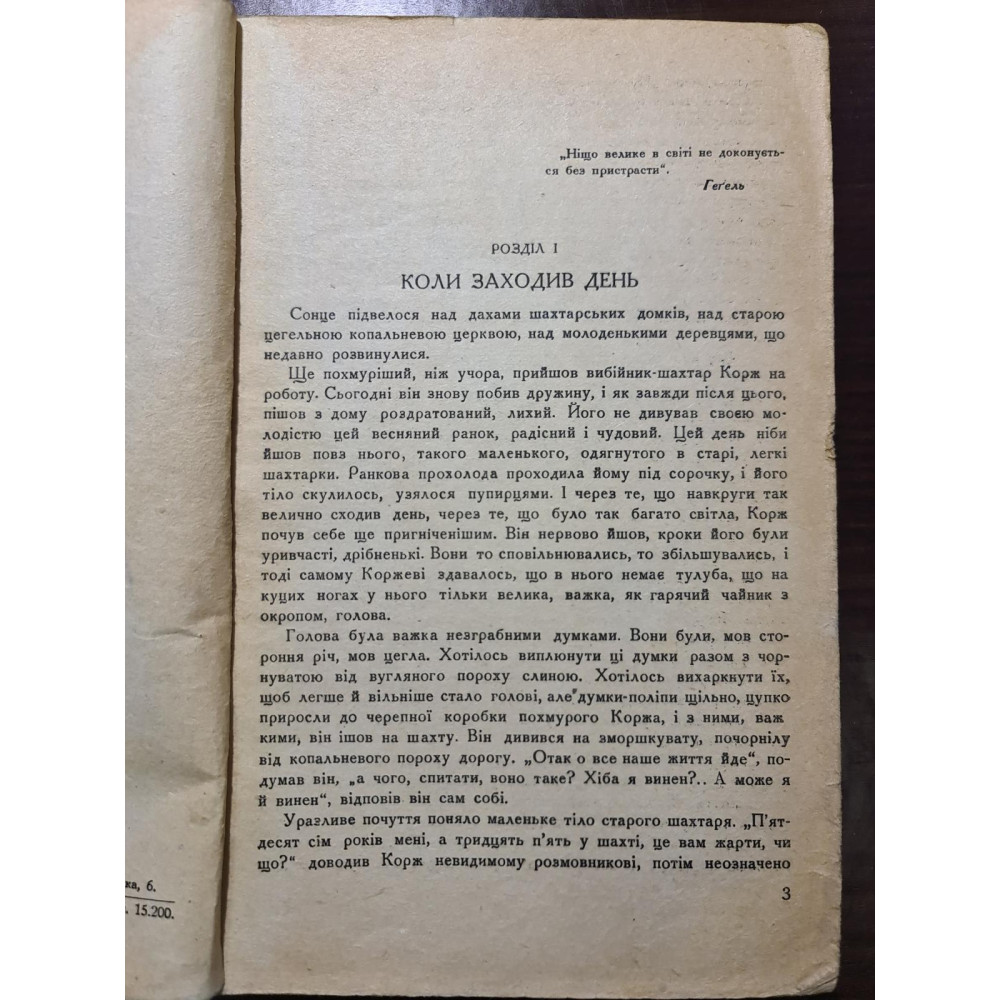 „Ніщо велике в світі не доконуєть-
ся без пристрасти“.
Геґель
РОЗДІЛ I
КОЛИ ЗАХОДИВ ДЕНЬ
Сонце підвелося над дахами шахтарських домків, над старою
цегельною копальневою церквою, над молоденькими деревцями, що
недавно розвинулися.
Ще похмуріший, ніж учора, прийшов вибійник-шахтар Корж на
роботу. Сьогодні він знову побив дружину, і як завжди після цього,
пішов з дому роздратований, лихий. Його не дивував своєю мо-
лодістю цей весняний ранок, радісний і чудовий. Цей день ніби
йшов повз нього, такого маленького, одягнутого в старі, легкі
шахтарки. Ранкова прохолода проходила йому під сорочку, і його
тіло скулилось, узялося пупирцями. І через те, що навкруги так
велично сходив день, через те, що було так багато світла, Корж
почув себе ще пригніченішим. Він нервово йшов, кроки його були
уривчасті, дрібненькі. Вони то сповільнювались, то збільшувались, і
тоді самому Коржеві здавалось, що в нього немає тулуба, що на
куцих ногах у нього тільки велика, важка, як гарячий чайник з
окропом, голова.
Голова була важка незграбними думками. Вони були, мов сто-
роння річ, мов цегла. Хотілось виплюнути ці думки разом з чор-
нуватою від вугляного пороху слиною. Хотілось вихаркнути їх,
щоб легше й вільніше стало голові, але думки-поліпи щільно, цупко
приросли до черепної коробки похмурого Коржа, і з ними, важ
кими, він ішов на шахту. Він дивився на зморшкувату, почорнілу
від копальневого пороху дорогу. „Отак о все наше життя йде“, по-
думав він, „а чого, спитати, воно таке? Хіба я винен?.. А може я
й винен“, відповів він сам собі.
Уразливе почуття поняло маленьке тіло старого шахтаря. „П’ят-
десят сім років мені, а тридцять п’ять у шахті, це вам жарти, чи
що?“ доводив Корж невидимому розмовникові, потім неозначено
3
ка, 6.
. 15.200.